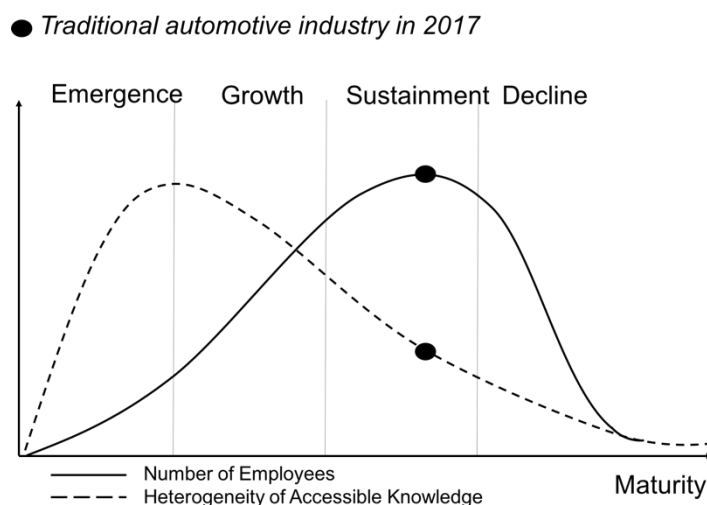 Traditional automotive industry in 2017
Emergence Growth Sustainment Decline
Number of Employees
Heterogeneity of Accessible Knowledge
Maturity